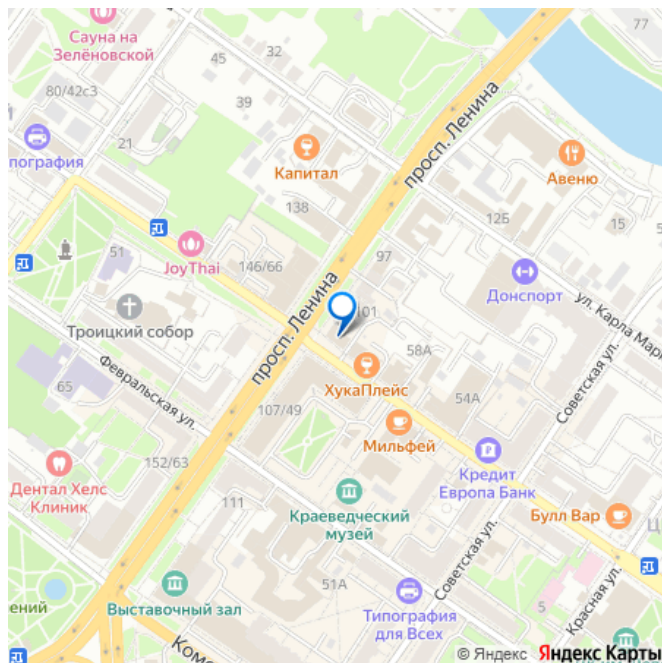 77
Сауна на
Зелёновской
32
45
80/42с3
39
просп. Ленина
21
пография
Капитал
Авеню
138
12Б
15
51
JoyThai
146/66
97
Донспорт
Троицкий собор
просп. Ленина
101
ул. Карла Мар
58А
Февральская ул.
65
ХукаПлейс
Советская ул.
54А
107/49
Мильфей
152/63
Кредит
Европа Банк
Дентал Хелс
Клиник
111
Краеведческий
музей
Булл Вар
Ц
Советская ул.
51А
Красная ул.
ений
Выставочный зал
Типография
для Всех
5
Комс
© Яндекс Яндекс Карты